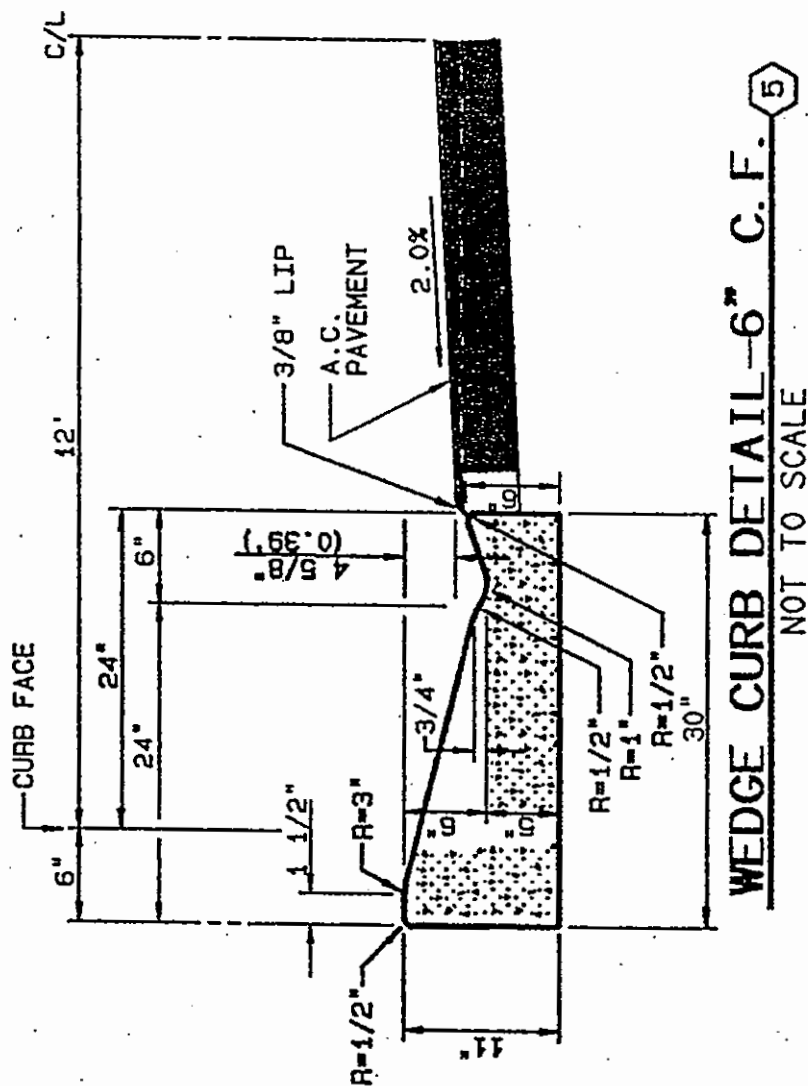 CURB FACE
C/L
12'
6"
24"
24"
6"
1 1/2"
R=3"
R=1/2"
4 5/8"
(0.39')
3/8" LIP
A.C.
PAVEMENT
2.0%
3/4"
11"
6"
5"
6"
R=1/2"
R=1"
R=1/2"
30"
WEDGE CURB DETAIL-6" C.F.
5
NOT TO SCALE